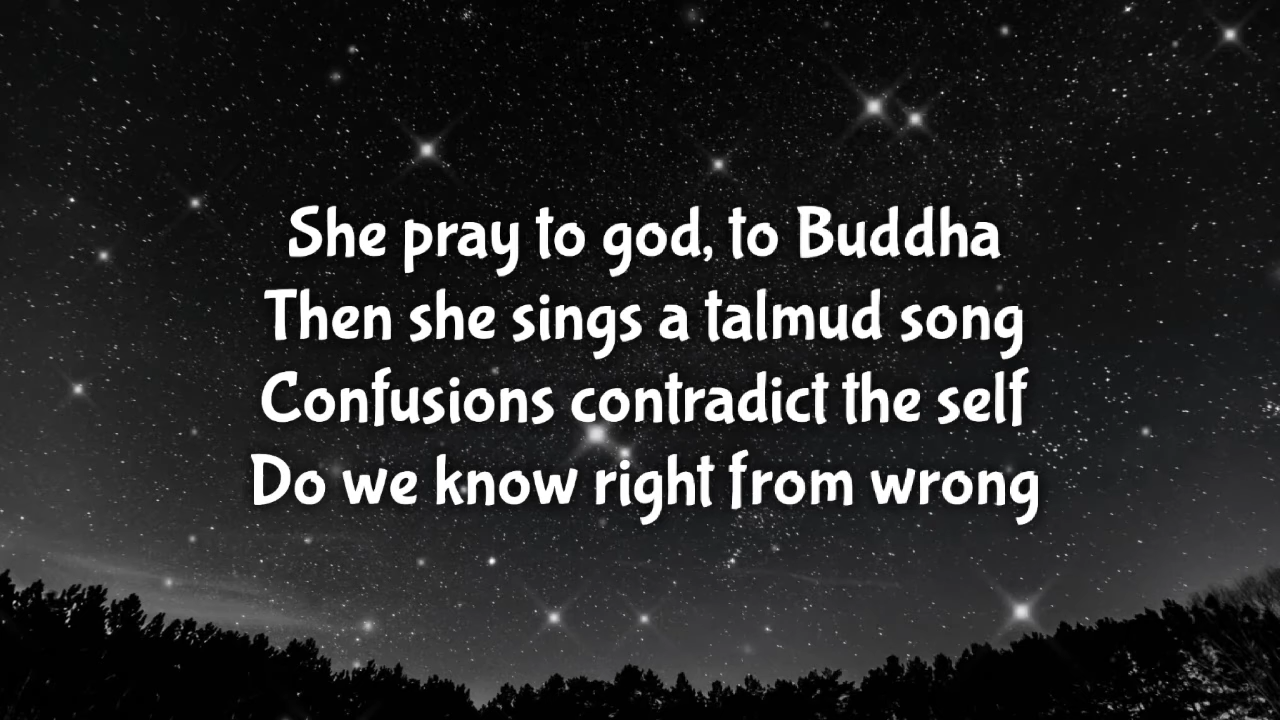 She pray to god, to Buddha
Then she sings a talmud song
Confusions contradict the self
Do we know right from wrong